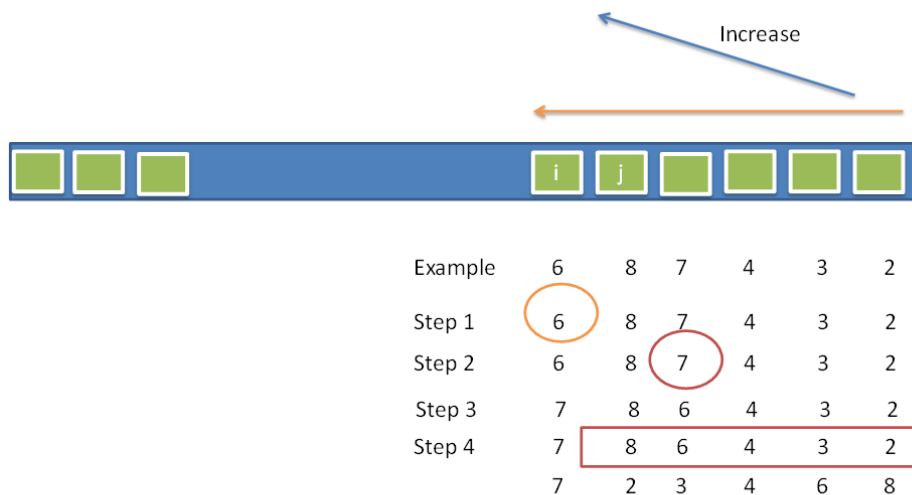 Increase
i j
Example 6 8 7 4 3 2
Step 1 6 8 7 4 3 2
Step 2 6 8 7 4 3 2
Step 3 7 8 6 4 3 2
Step 4 7 8 6 4 3 2
7 2 3 4 6 8